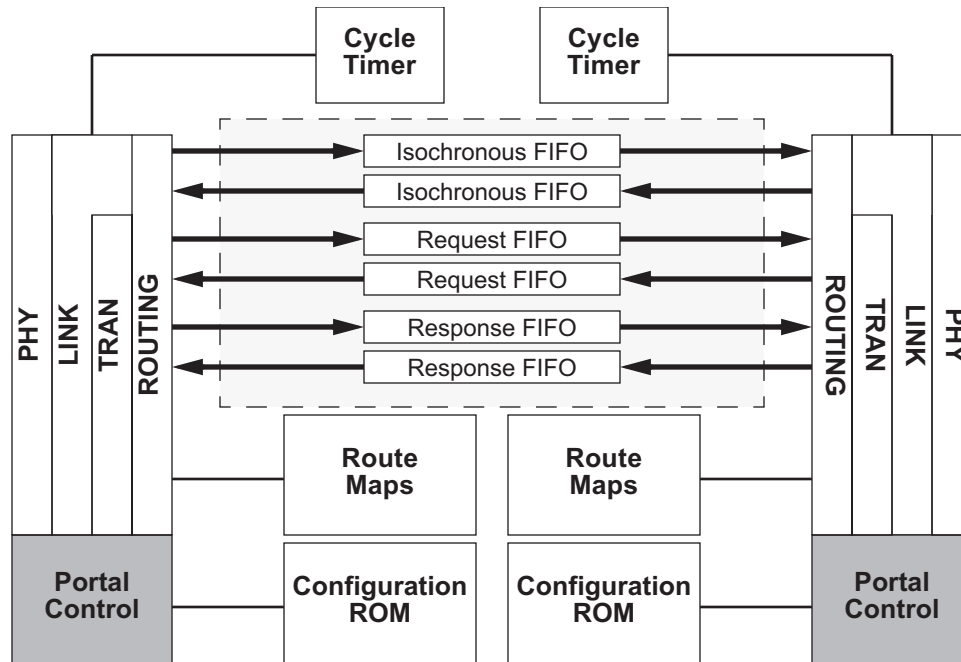 Cycle
Timer
Cycle
Timer
Isochronous FIFO
Isochronous FIFO
Request FIFO
Request FIFO
Response FIFO
Response FIFO
PHY
LINK
TRAN
ROUTING
ROUTING
TRAN
LINK
PHY
Route
Maps
Route
Maps
Portal
Control
Configuration
ROM
Configuration
ROM
Portal
Control